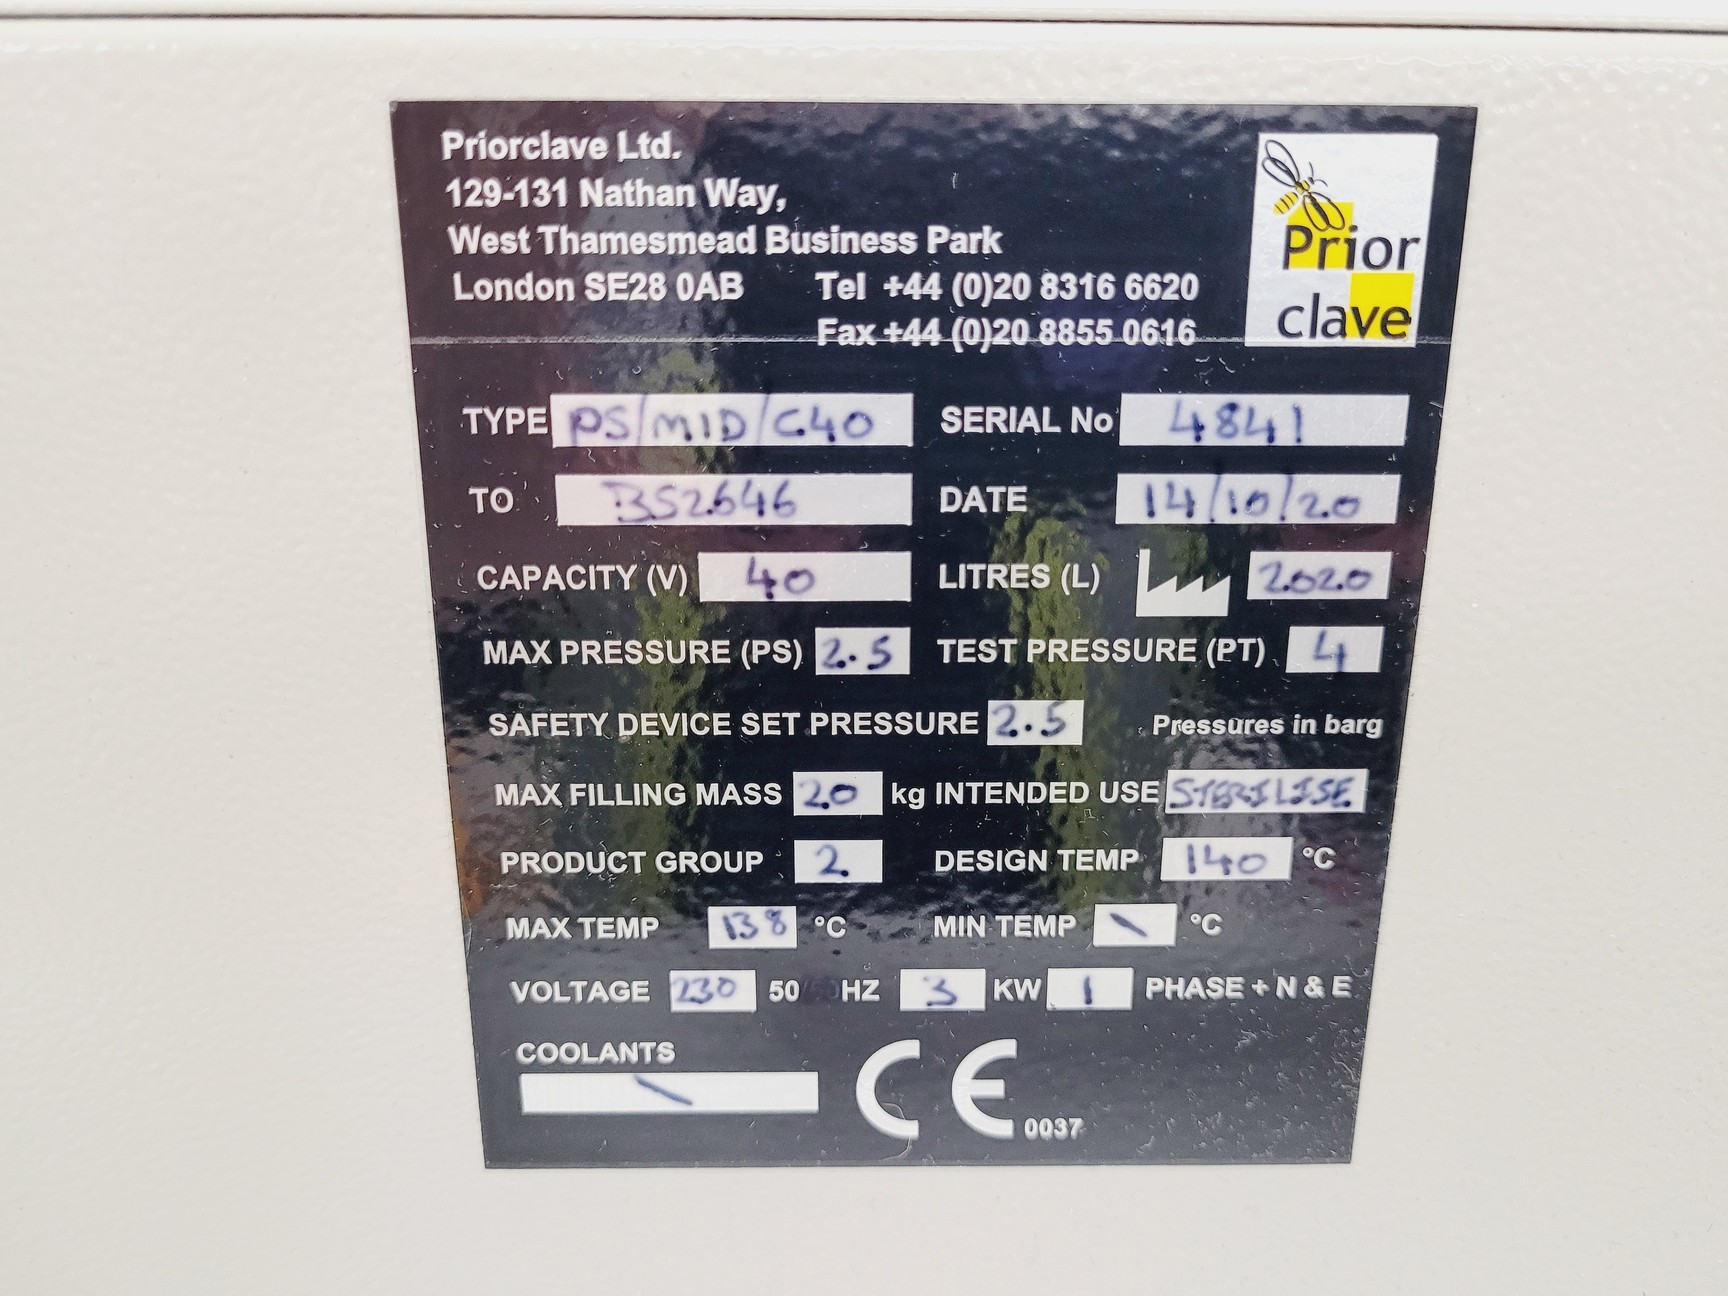 Priorclave Ltd.
129-131 Nathan Way,
West Thamesmead Business Park
London SE28 0AB Tel +44 (0)20 8316 6620
Fax +44 (0)20 8855 0616
Prior
clave
TYPE PS/MID/C40 SERIAL No 4841
TO BS2646 DATE 14/10/20
CAPACITY (V) 40 LITRES (L) 2020
MAX PRESSURE (PS) 2.5 TEST PRESSURE (PT) 4
SAFETY DEVICE SET PRESSURE 2.5 Pressures in barg
MAX FILLING MASS 20 kg INTENDED USE STERILISE
PRODUCT GROUP 2 DESIGN TEMP 140 °C
MAX TEMP 138 °C MIN TEMP \ °C
VOLTAGE 230 50 HZ 3 KW 1 PHASE + N & E
COOLANTS
\
CE 0037